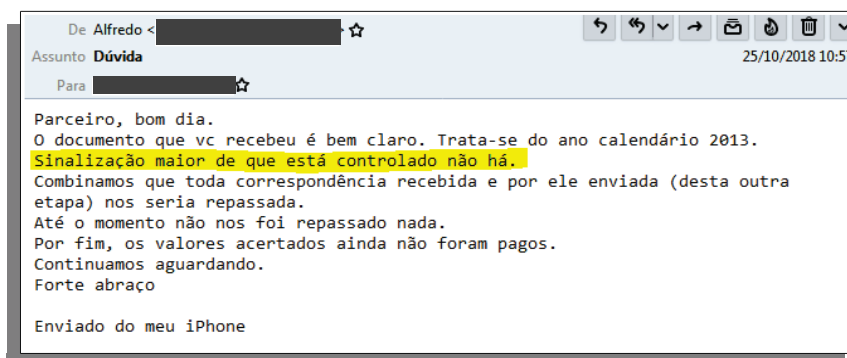 De Alfredo <
Assunto Dúvida 25/10/2018 10:57
Para
Parceiro, bom dia.
O documento que vc recebeu é bem claro. Trata-se do ano calendário 2013.
Sinalização maior de que está controlado não há.
Combinamos que toda correspondência recebida e por ele enviada (desta outra
etapa) nos seria repassada.
Até o momento não nos foi repassado nada.
Por fim, os valores acertados ainda não foram pagos.
Continuamos aguardando.
Forte abraço
Enviado do meu iPhone